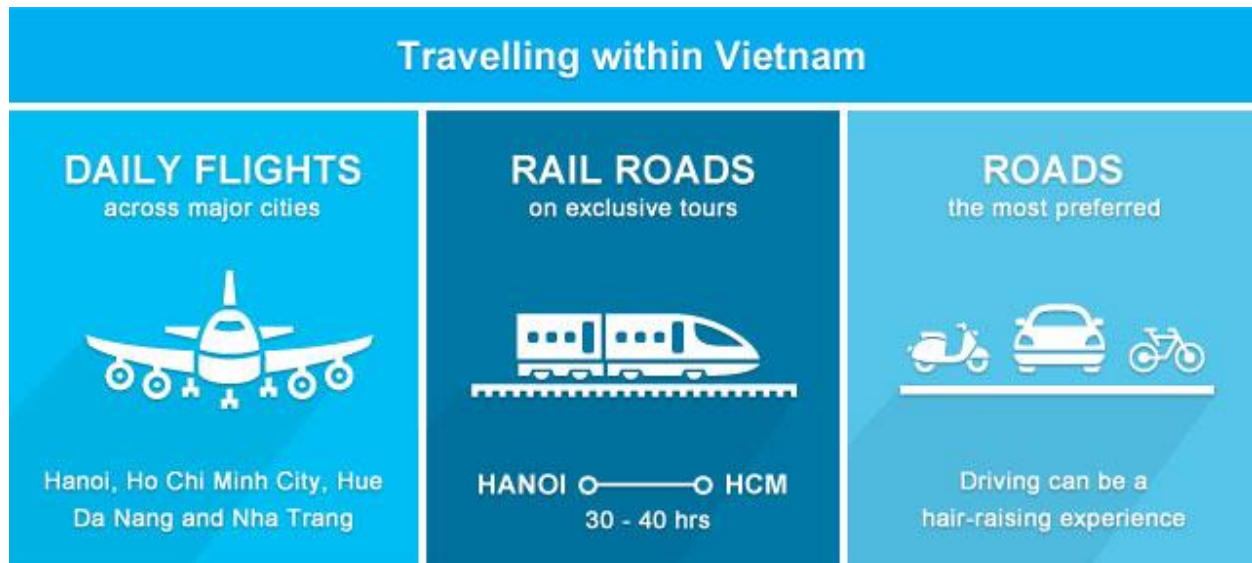 Travelling within Vietnam
DAILY FLIGHTS
across major cities
Hanoi, Ho Chi Minh City, Hue
Da Nang and Nha Trang
RAIL ROADS
on exclusive tours
HANOI HCM
30 - 40 hrs
ROADS
the most preferred
Driving can be a
hair-raising experience